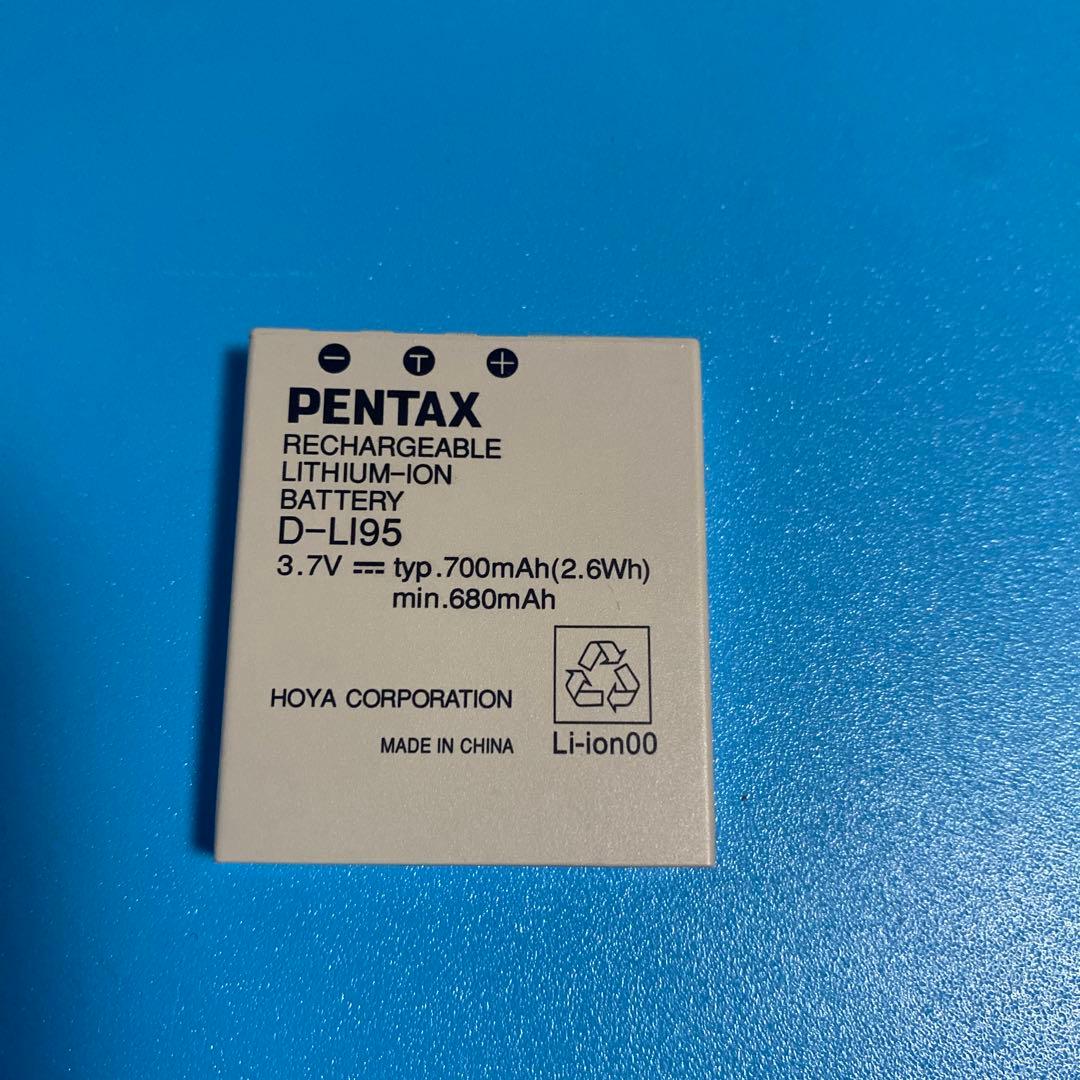 − T +
PENTAX
RECHARGEABLE
LITHIUM-ION
BATTERY
D-LI95
3.7V ⎓ typ.700mAh(2.6Wh)
min.680mAh
HOYA CORPORATION
MADE IN CHINA
Li-ion00